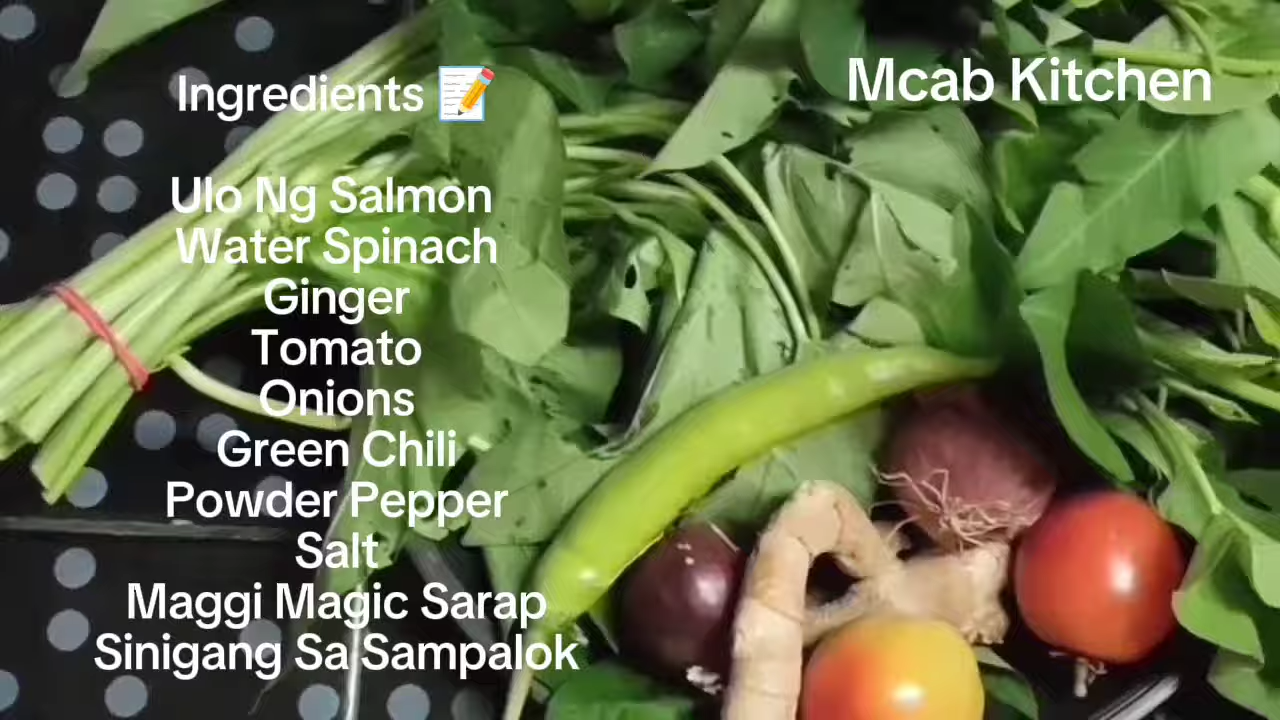 Ingredients 📝
Mcab Kitchen
Ulo Ng Salmon
Water Spinach
Ginger
Tomato
Onions
Green Chili
Powder Pepper
Salt
Maggi Magic Sarap
Sinigang Sa Sampalok